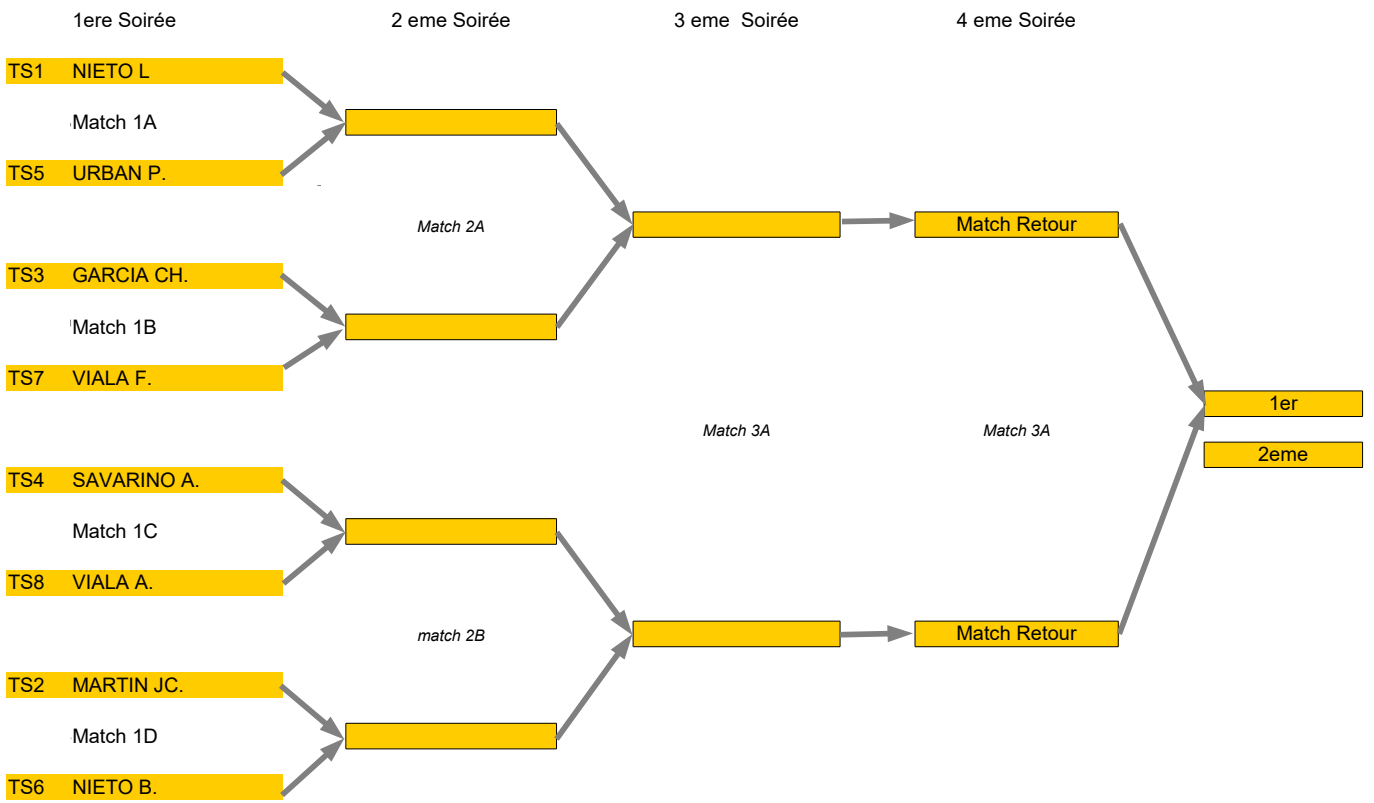 1ere Soirée 2 eme Soirée 3 eme Soirée 4 eme Soirée
TS1 NIETO L
Match 1A
TS5 URBAN P.
Match 2A
Match Retour
TS3 GARCIA CH.
Match 1B
TS7 VIALA F.
1er
Match 3A Match 3A
2eme
TS4 SAVARINO A.
Match 1C
TS8 VIALA A.
match 2B
Match Retour
TS2 MARTIN JC.
Match 1D
TS6 NIETO B.